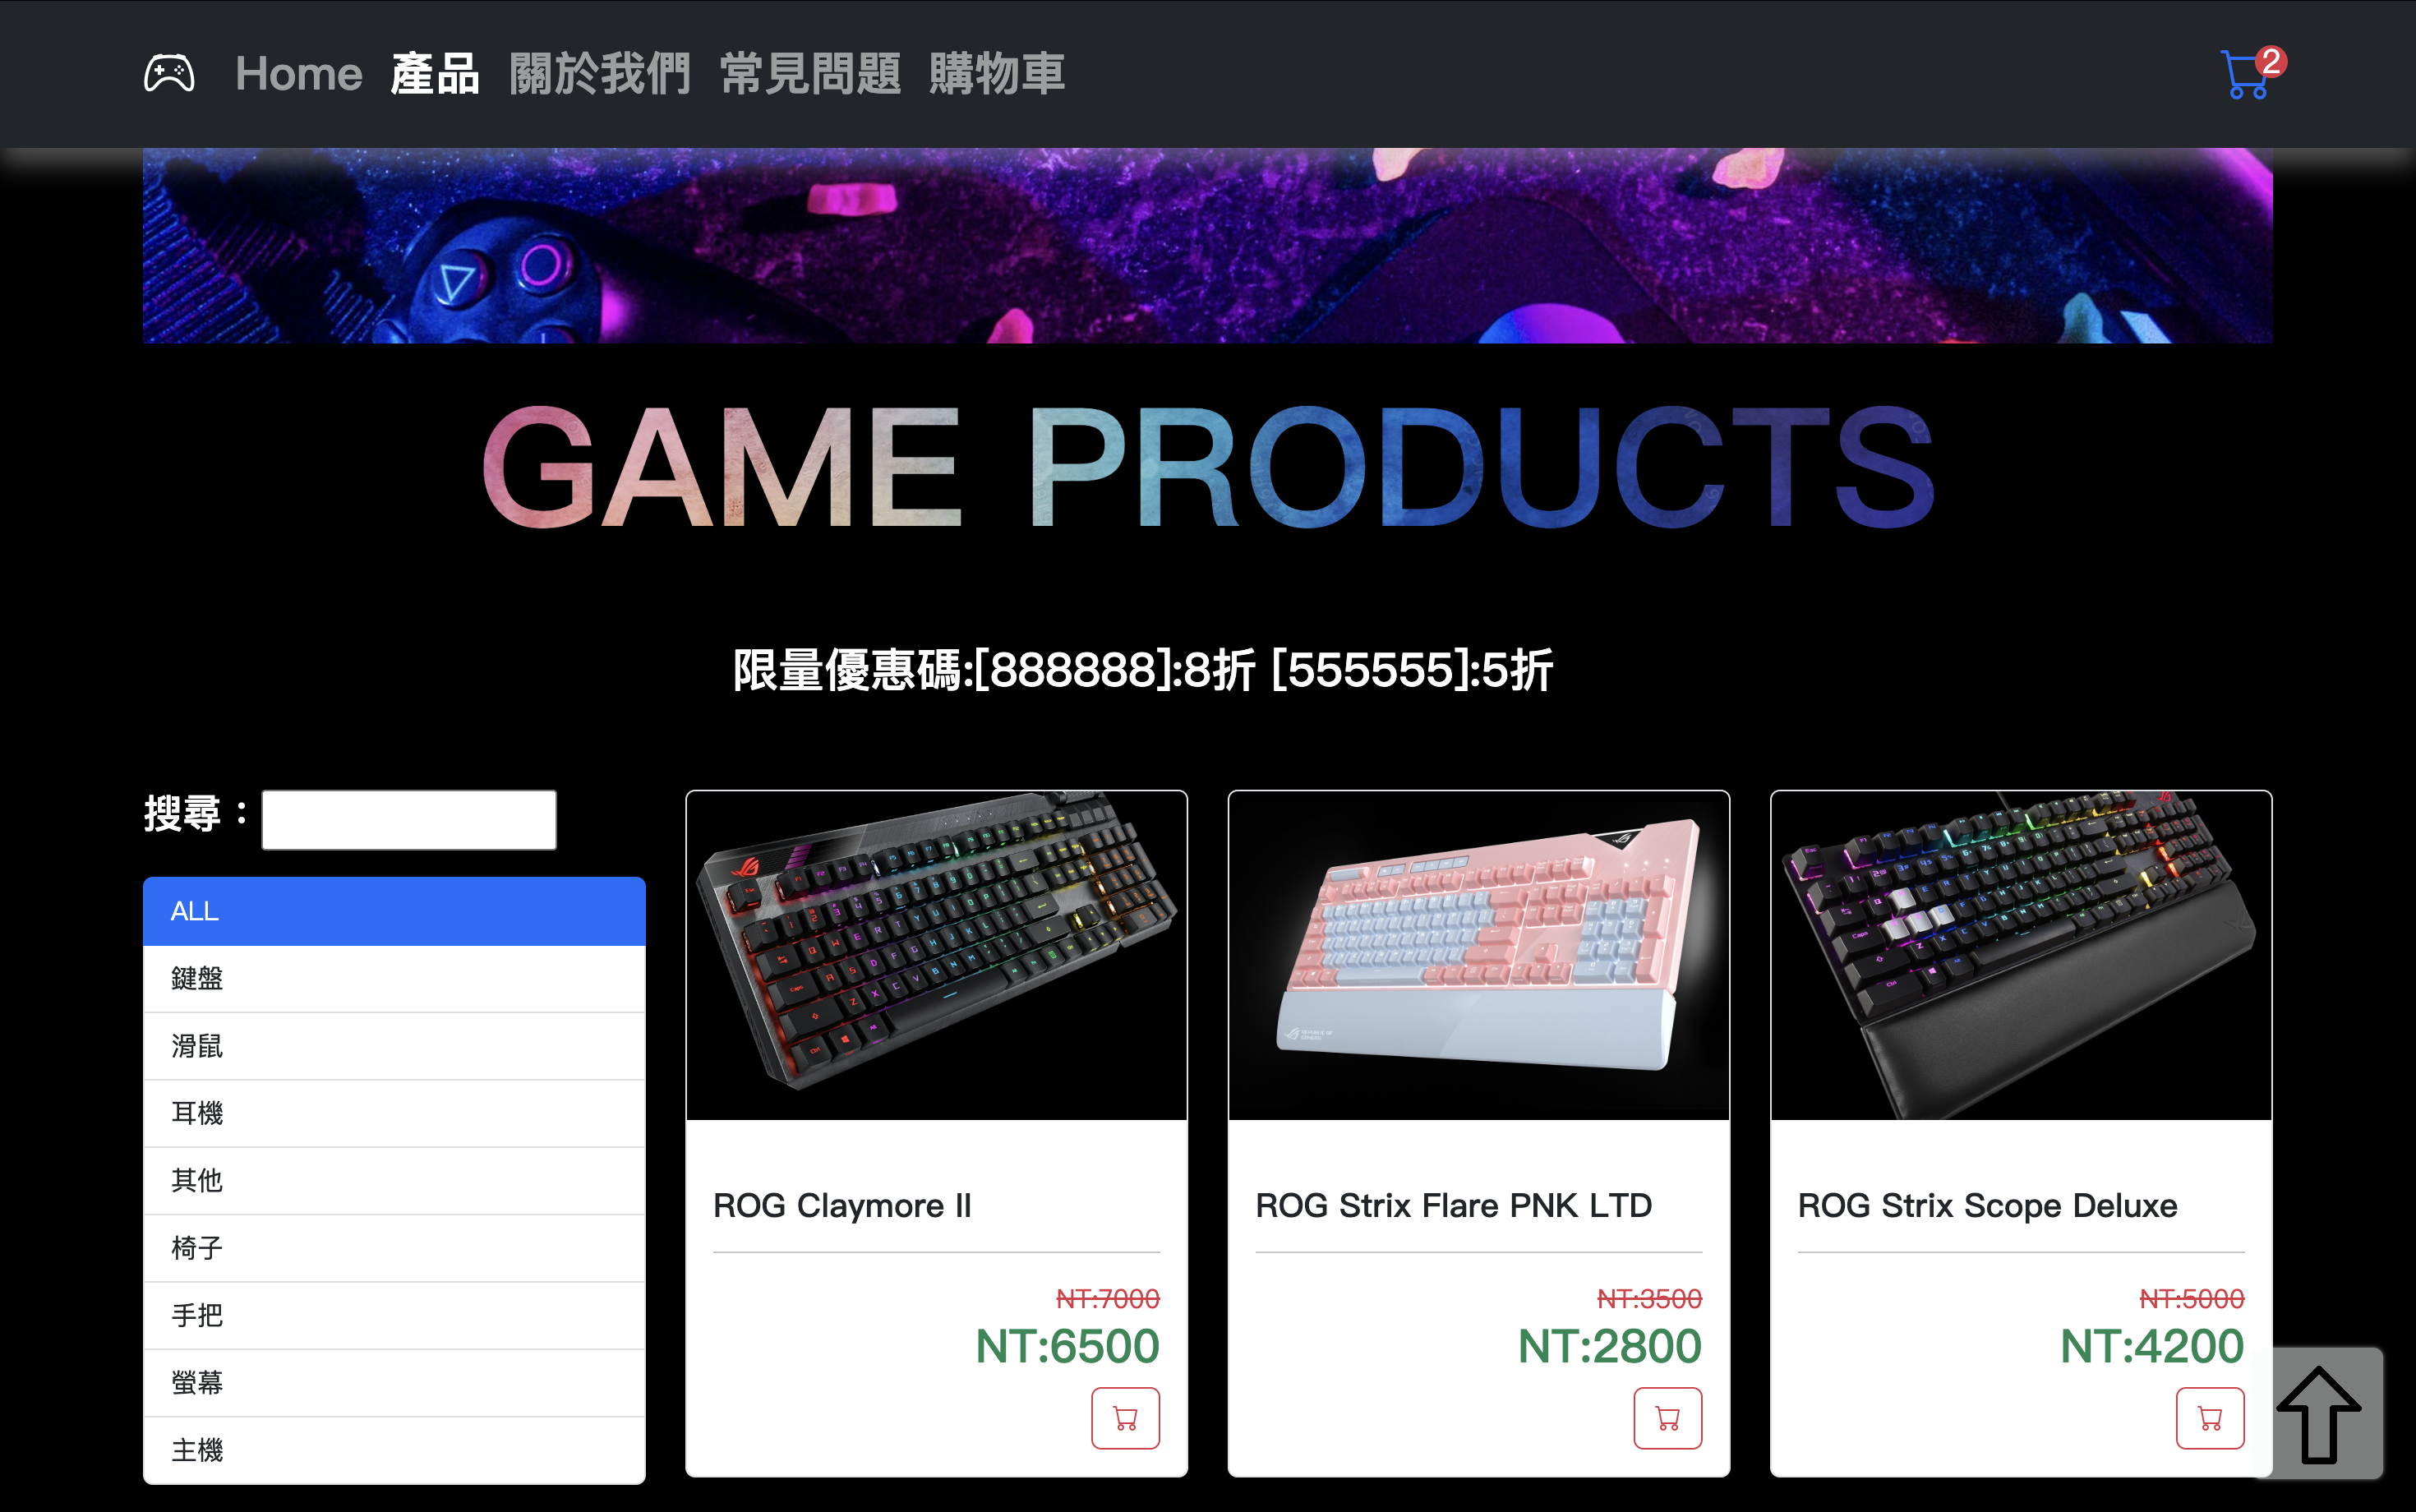 Home 產品 關於我們 常見問題 購物車
2
GAME PRODUCTS
限量優惠碼:[888888]:8折 [555555]:5折
搜尋：
ALL
鍵盤
滑鼠
耳機
其他
椅子
手把
螢幕
主機
ROG Claymore II
NT:7000
NT:6500
ROG Strix Flare PNK LTD
NT:3500
NT:2800
ROG Strix Scope Deluxe
NT:5000
NT:4200